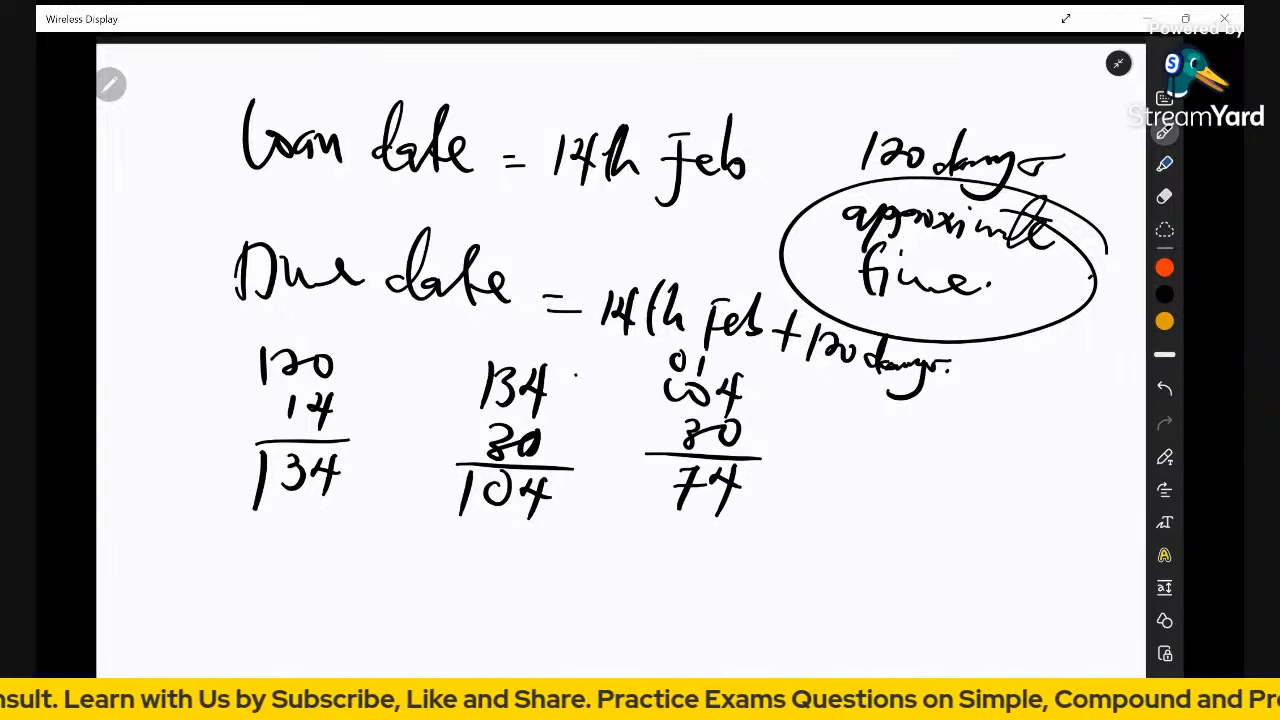 Wireless Display
Powered by
StreamYard
Loan date = 14th Feb
120 days
approximate
time.
Due date = 14th Feb + 120 days.
120
14
134
134
30
104
01
104
30
74
nsult. Learn with Us by Subscribe, Like and Share. Practice Exams Questions on Simple, Compound and Pr